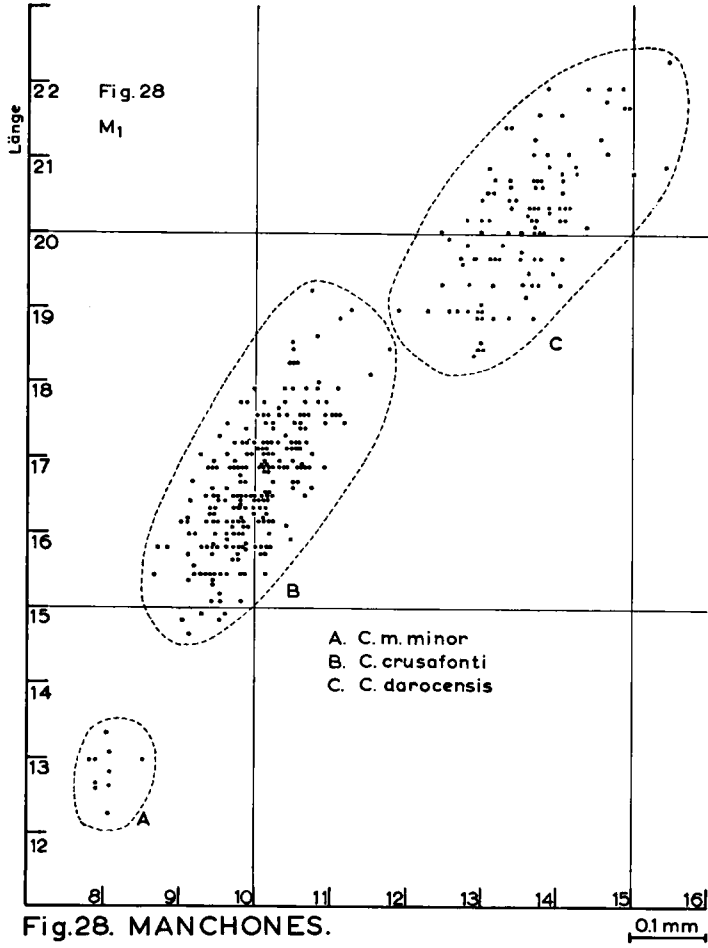 22
Fig.28
Länge
M₁
21
20
19
C
18
17
16
B
15
A. C. m. minor
B. C. crusafonti
C. C. darocensis
14
13
A
12
8 9 10 11 12 13 14 15 16
Fig.28. MANCHONES.
0.1 mm